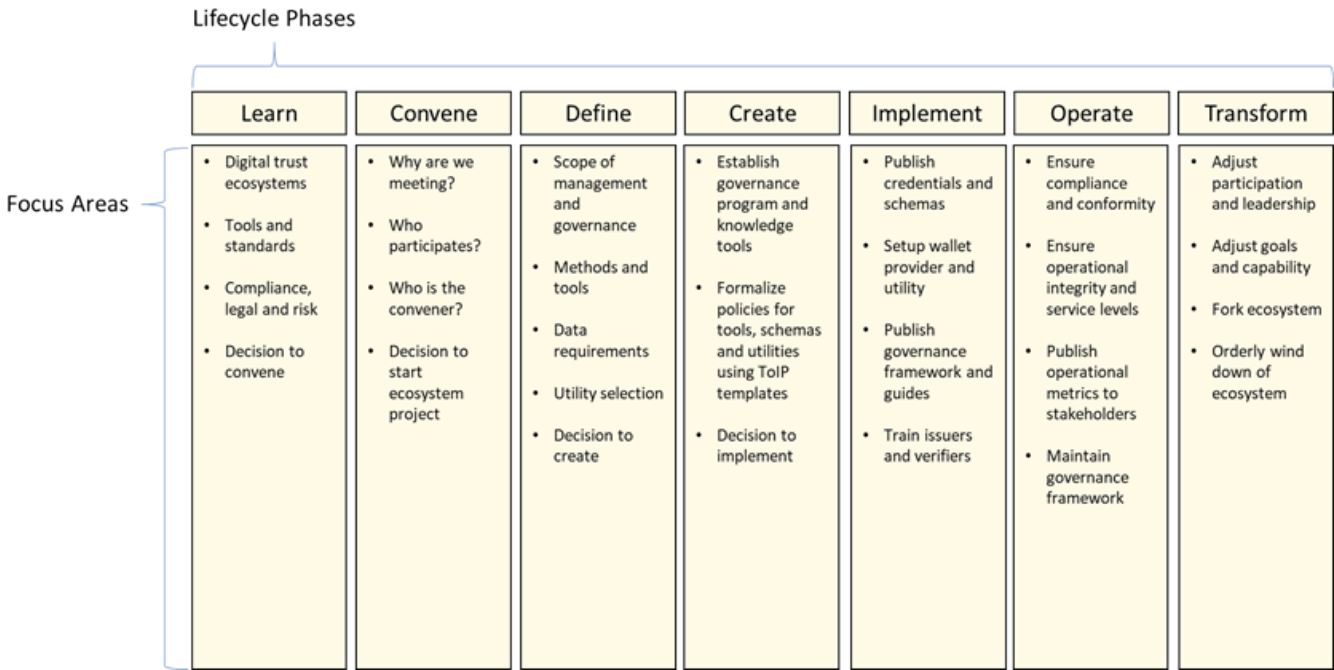 Lifecycle Phases
Learn
Convene
Define
Create
Implement
Operate
Transform
Focus Areas
• Digital trust
ecosystems
• Tools and
standards
• Compliance,
legal and risk
• Decision to
convene
• Why are we
meeting?
• Who
participates?
• Who is the
convener?
• Decision to
start
ecosystem
project
• Scope of
management
and
governance
• Methods and
tools
• Data
requirements
• Utility selection
• Decision to
create
• Establish
governance
program and
knowledge
tools
• Formalize
policies for
tools, schemas
and utilities
using ToIP
templates
• Decision to
implement
• Publish
credentials and
schemas
• Setup wallet
provider and
utility
• Publish
governance
framework and
guides
• Train issuers
and verifiers
• Ensure
compliance
and conformity
• Ensure
operational
integrity and
service levels
• Publish
operational
metrics to
stakeholders
• Maintain
governance
framework
• Adjust
participation
and leadership
• Adjust goals
and capability
• Fork ecosystem
• Orderly wind
down of
ecosystem